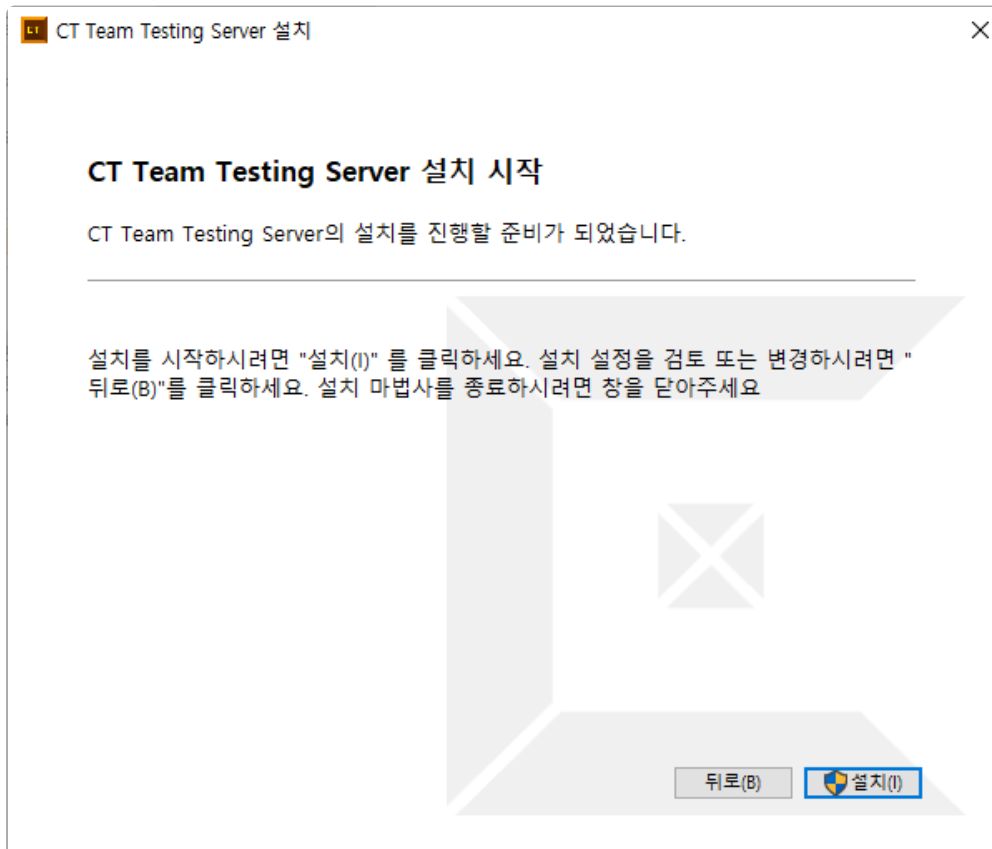 LT CT Team Testing Server 설치
CT Team Testing Server 설치 시작
CT Team Testing Server의 설치를 진행할 준비가 되었습니다.
설치를 시작하시려면 "설치(I)" 를 클릭하세요. 설치 설정을 검토 또는 변경하시려면 "
뒤로(B)"를 클릭하세요. 설치 마법사를 종료하시려면 창을 닫아주세요
뒤로(B) 설치(I)